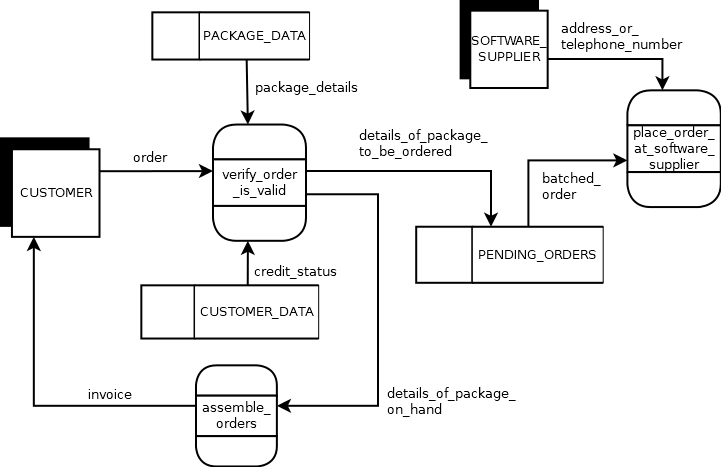 PACKAGE_DATA
SOFTWARE_
SUPPLIER
address_or_
telephone_number
package_details
order
details_of_package_
to_be_ordered
place_order_
at_software_
supplier
CUSTOMER
verify_order
_is_valid
batched_
order
PENDING_ORDERS
credit_status
CUSTOMER_DATA
invoice
assemble_
orders
details_of_package_
on_hand